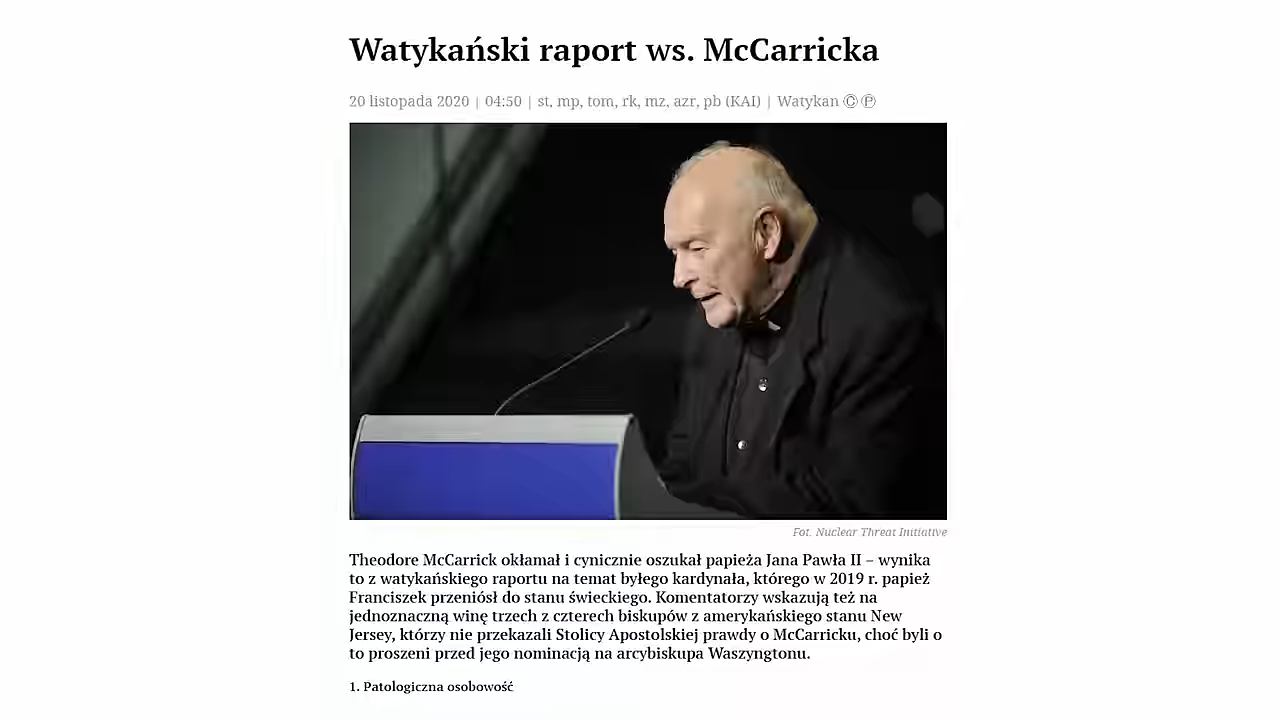 Watykański raport ws. McCarricka
20 listopada 2020 | 04:50 | st, mp, tom, rk, mz, azr, pb (KAI) | Watykan Ⓒ Ⓟ
Fot. Nuclear Threat Initiative
Theodore McCarrick okłamał i cynicznie oszukał papieża Jana Pawła II – wynika
to z watykańskiego raportu na temat byłego kardynała, którego w 2019 r. papież
Franciszek przeniósł do stanu świeckiego. Komentatorzy wskazują też na
jednoznaczną winę trzech z czterech biskupów z amerykańskiego stanu New
Jersey, którzy nie przekazali Stolicy Apostolskiej prawdy o McCarricku, choć byli o
to proszeni przed jego nominacją na arcybiskupa Waszyngtonu.
1. Patologiczna osobowość